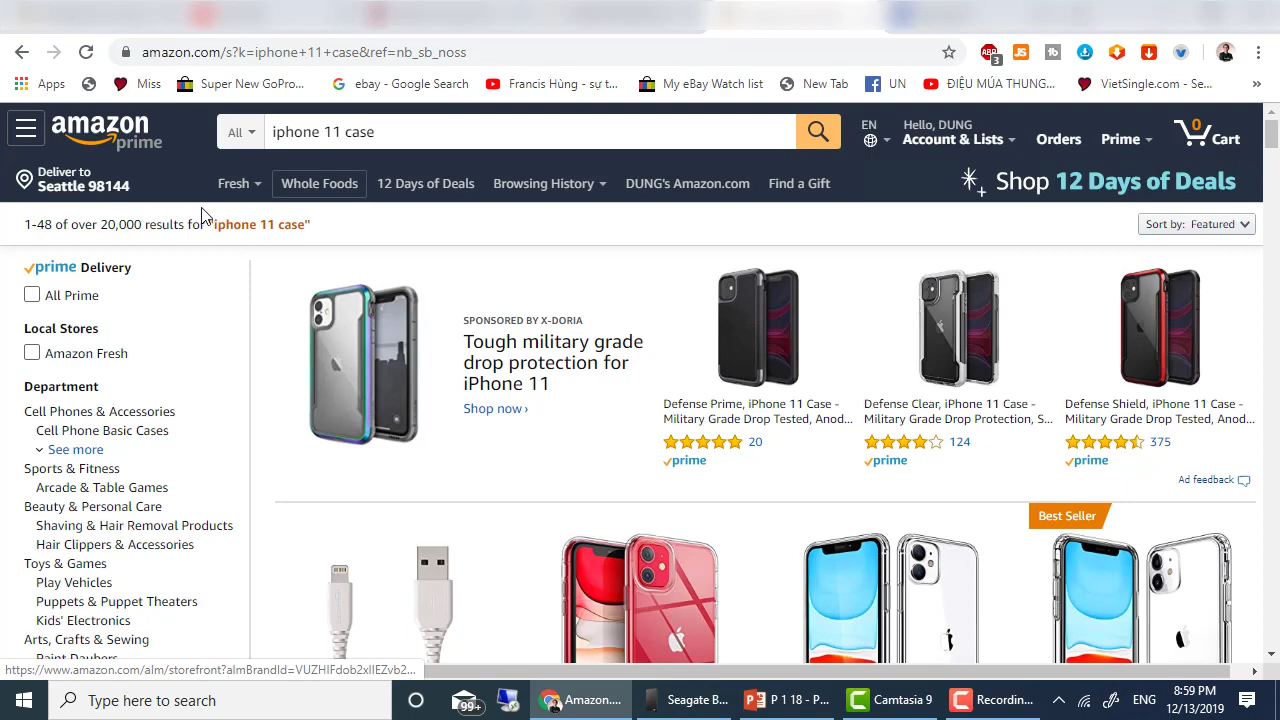 amazon.com/s?k=iphone+11+case&ref=nb_sb_noss
ABP
3
JS
tb
Apps
Miss
Super New GoPro...
ebay - Google Search
Francis Hùng - sự t...
My eBay Watch list
New Tab
UN
ĐIỆU MÚA THUNG...
VietSingle.com - Se...
»
amazon
prime
All
iphone 11 case
EN
Hello, DUNG
Account & Lists
Orders
Prime
0
Cart
Deliver to
Seattle 98144
Fresh
Whole Foods
12 Days of Deals
Browsing History
DUNG's Amazon.com
Find a Gift
Shop 12 Days of Deals
1-48 of over 20,000 results for "iphone 11 case"
Sort by: Featured
prime Delivery
All Prime
Local Stores
Amazon Fresh
Department
Cell Phones & Accessories
Cell Phone Basic Cases
See more
Sports & Fitness
Arcade & Table Games
Beauty & Personal Care
Shaving & Hair Removal Products
Hair Clippers & Accessories
Toys & Games
Play Vehicles
Puppets & Puppet Theaters
Kids' Electronics
Arts, Crafts & Sewing
Paint Daubers
SPONSORED BY X-DORIA
Tough military grade
drop protection for
iPhone 11
Shop now ›
Defense Prime, iPhone 11 Case -
Military Grade Drop Tested, Anod...
20
prime
Defense Clear, iPhone 11 Case -
Military Grade Drop Protection, S...
124
prime
Defense Shield, iPhone 11 Case -
Military Grade Drop Tested, Anod...
375
prime
Ad feedback
Best Seller
Type here to search
99+
Amazon....
Seagate B...
P 1 18 - P...
Camtasia 9
Recordin...
ENG
8:59 PM
12/13/2019